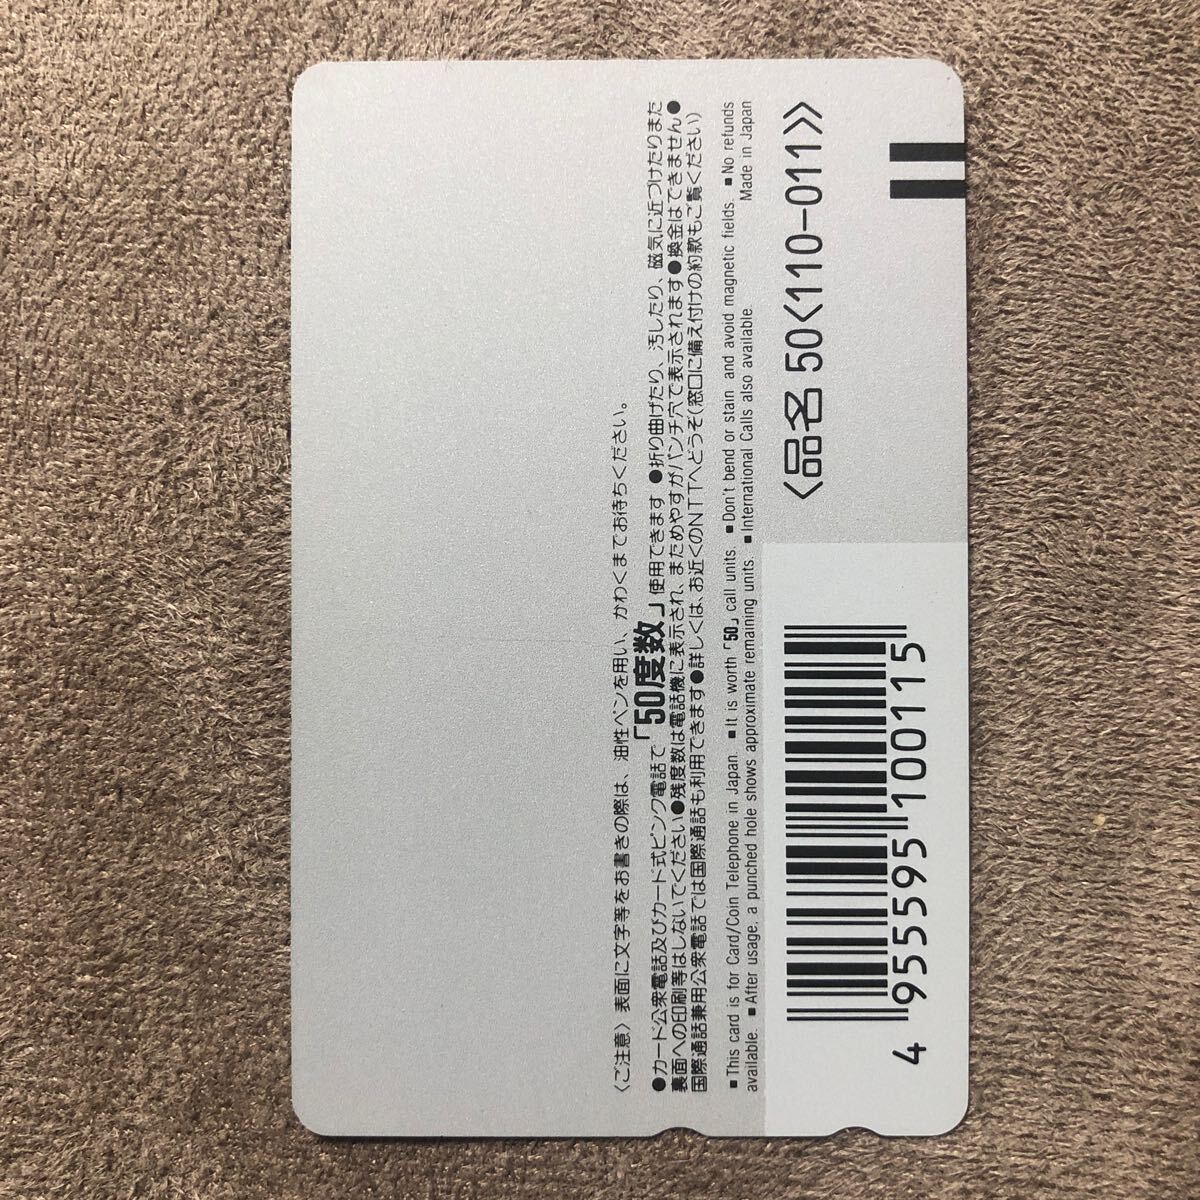 〈ご注意〉表面に文字等をお書きの際は、油性ペンを用い、かわくまでお待ちください。
●カード公衆電話及びカード式ピンク電話で「50度数」使用できます ●折り曲げたり、汚したり、磁気に近づけたりまた
裏面への印刷等はしないでください●残度数は電話機に表示され、まためやすがパンチ穴で表示されます●換金はできません●
国際通話兼用公衆電話では国際通話も利用できます●詳しくは、お近くのNTTへどうぞ(窓口に備え付けの約款もご覧ください)
■This card is for Card/Coin Telephone in Japan. ■It is worth「50」call units. ■Don't bend or stain and avoid magnetic fields. ■No refunds
available. ■After usage, a punched hole shows approximate remaining units. ■International Calls also available. Made in Japan
〈品名 50〈110-011〉〉
4 955595 100115